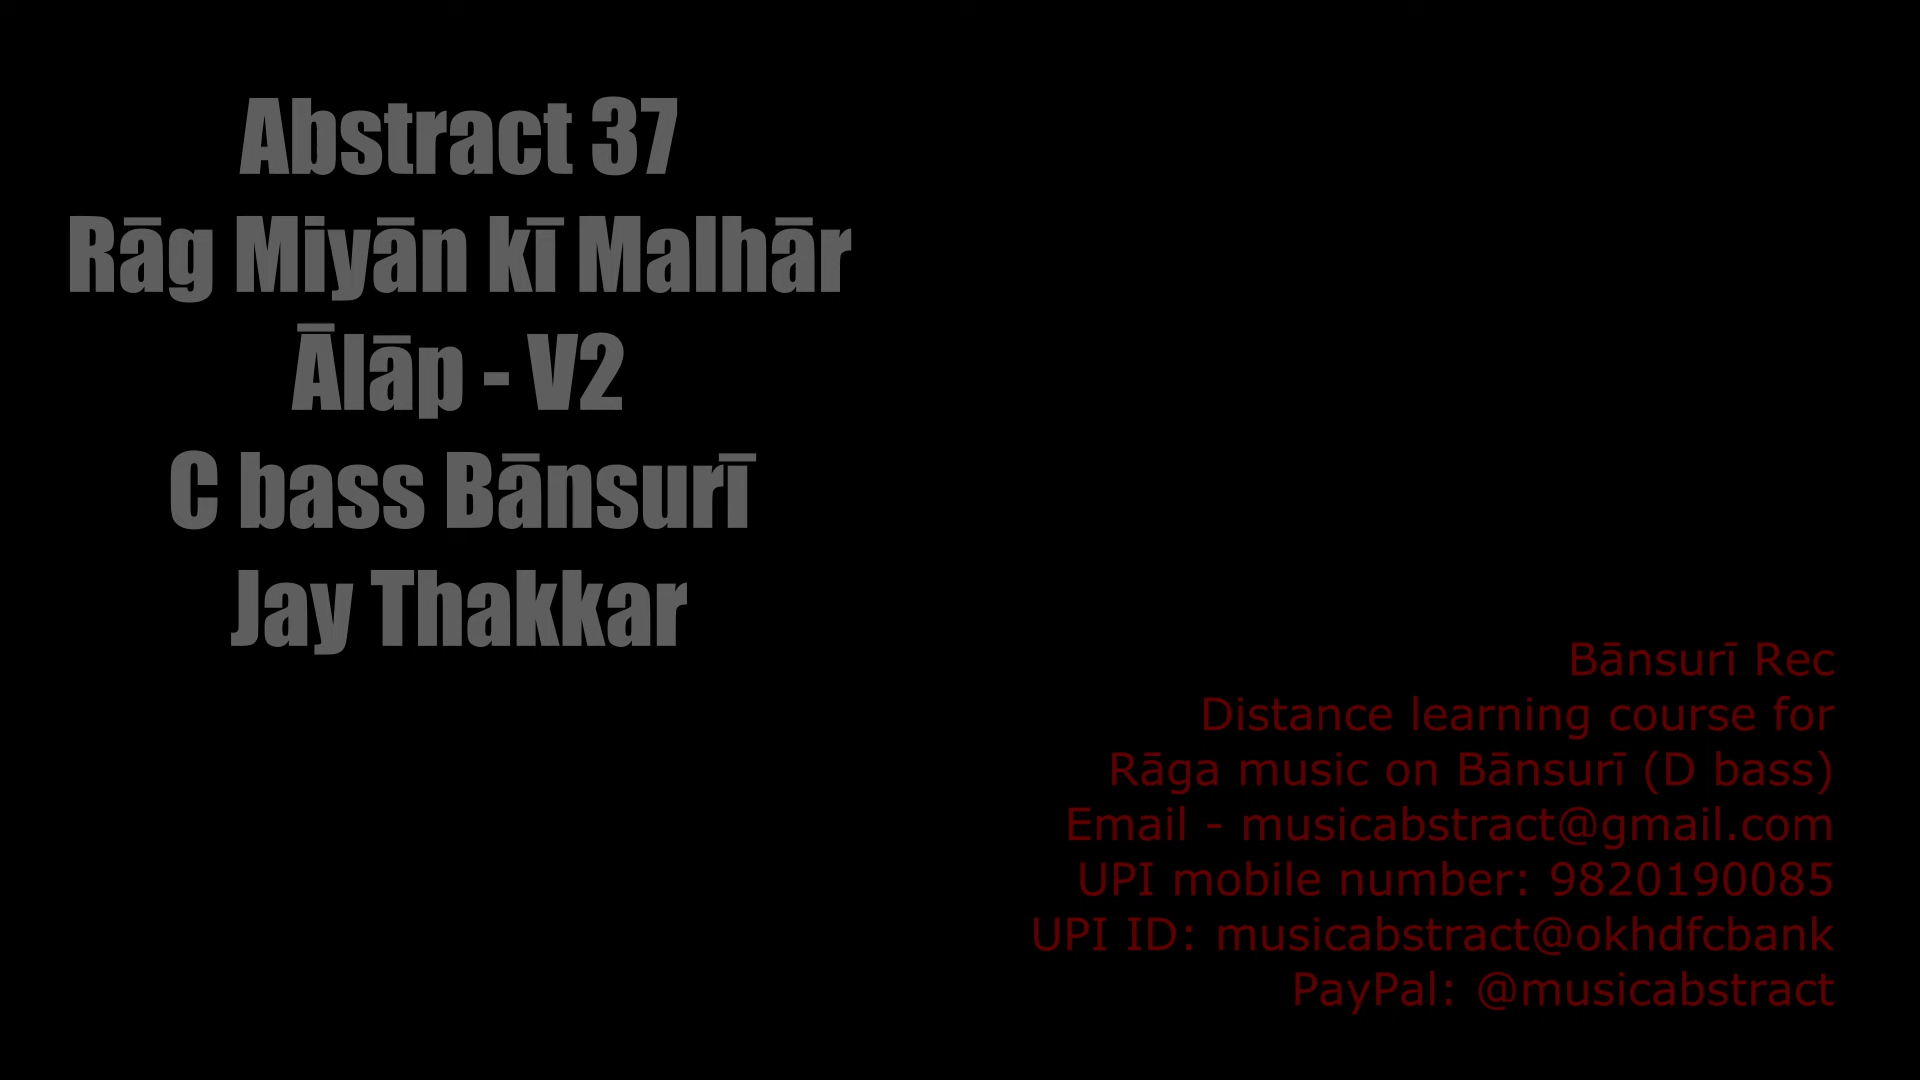 Abstract 37
Rāg Miyān kī Malhār
Ālāp - V2
C bass Bānsurī
Jay Thakkar
Bānsurī Rec
Distance learning course for
Rāga music on Bānsurī (D bass)
Email - musicabstract@gmail.com
UPI mobile number: 9820190085
UPI ID: musicabstract@okhdfcbank
PayPal: @musicabstract